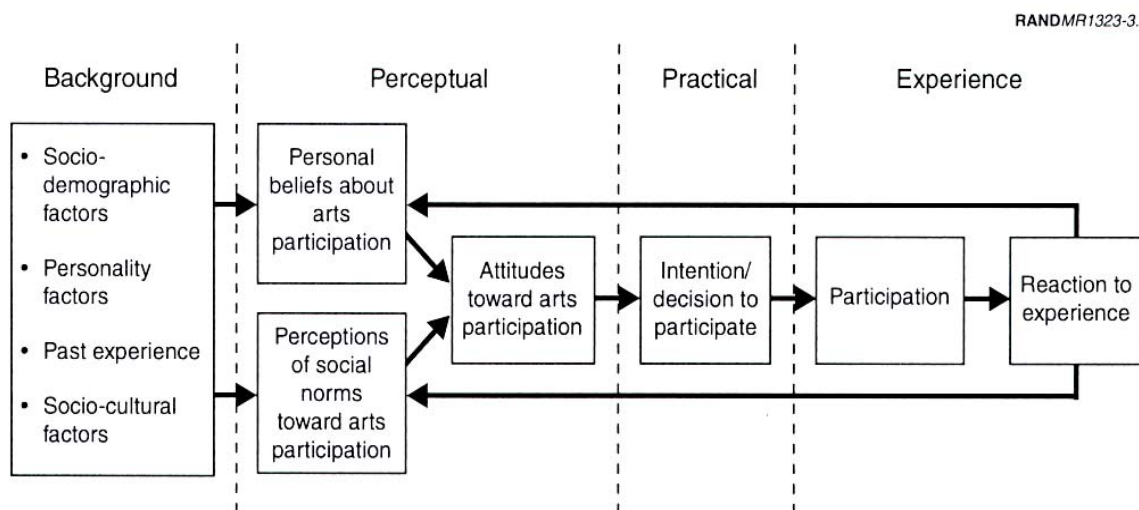 RANDMR1323-3.
Background
Perceptual
Practical
Experience
• Socio-
demographic
factors
• Personality
factors
• Past experience
• Socio-cultural
factors
Personal
beliefs about
arts
participation
Perceptions
of social
norms
toward arts
participation
Attitudes
toward arts
participation
Intention/
decision to
participate
Participation
Reaction to
experience